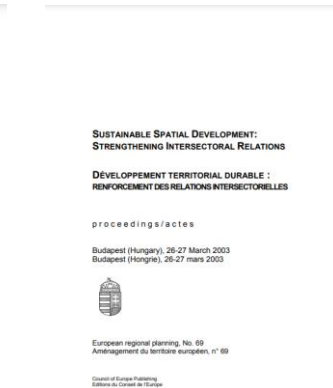 SUSTAINABLE SPATIAL DEVELOPMENT:
STRENGTHENING INTERSECTORAL RELATIONS
DÉVELOPPEMENT TERRITORIAL DURABLE :
RENFORCEMENT DES RELATIONS INTERSECTORIELLES
proceedings/actes
Budapest (Hungary), 26-27 March 2003
Budapest (Hongrie), 26-27 mars 2003
European regional planning, No. 69
Aménagement du territoire européen, n° 69
Council of Europe Publishing
Editions du Conseil de l'Europe